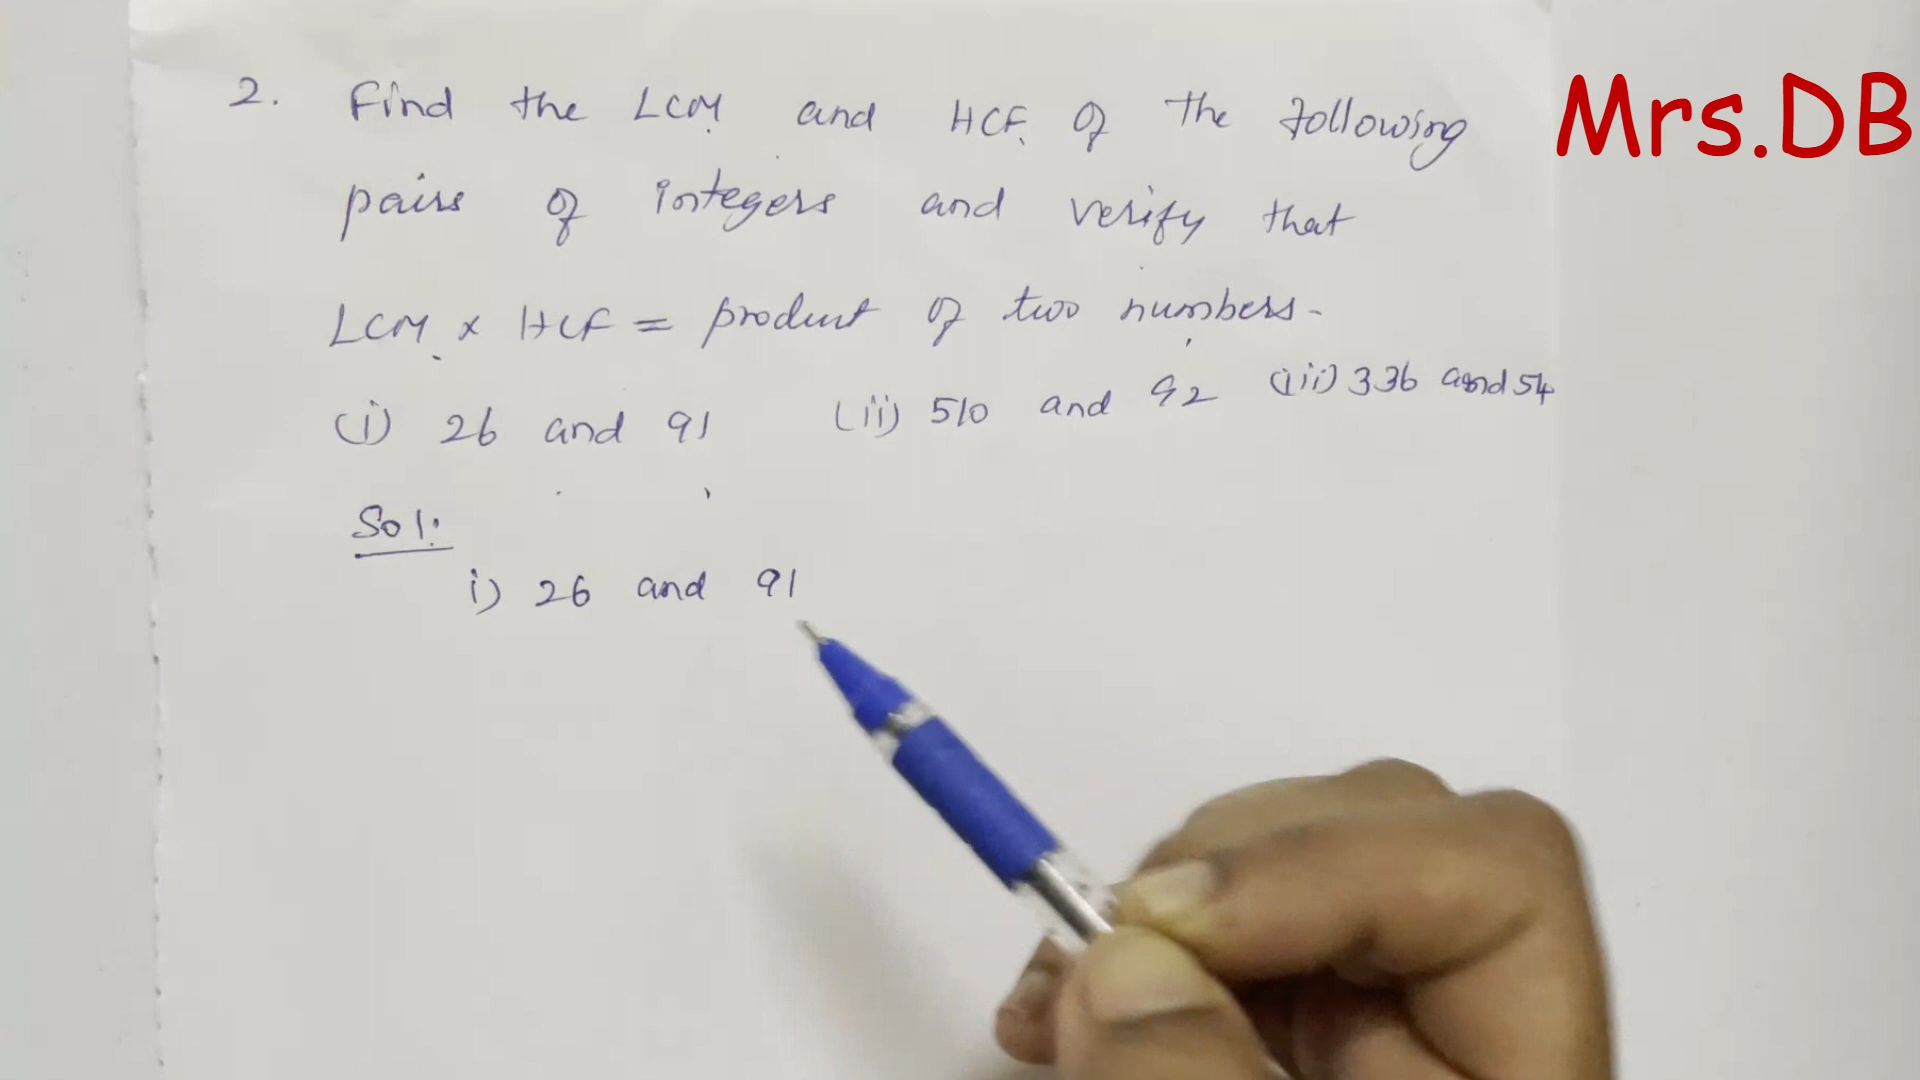 2. Find the LCM and HCF of the following
pairs of integers and verify that
LCM × HCF = product of two numbers.
(i) 26 and 91 (ii) 510 and 92 (iii) 336 and 54
Sol:
i) 26 and 91
Mrs.DB